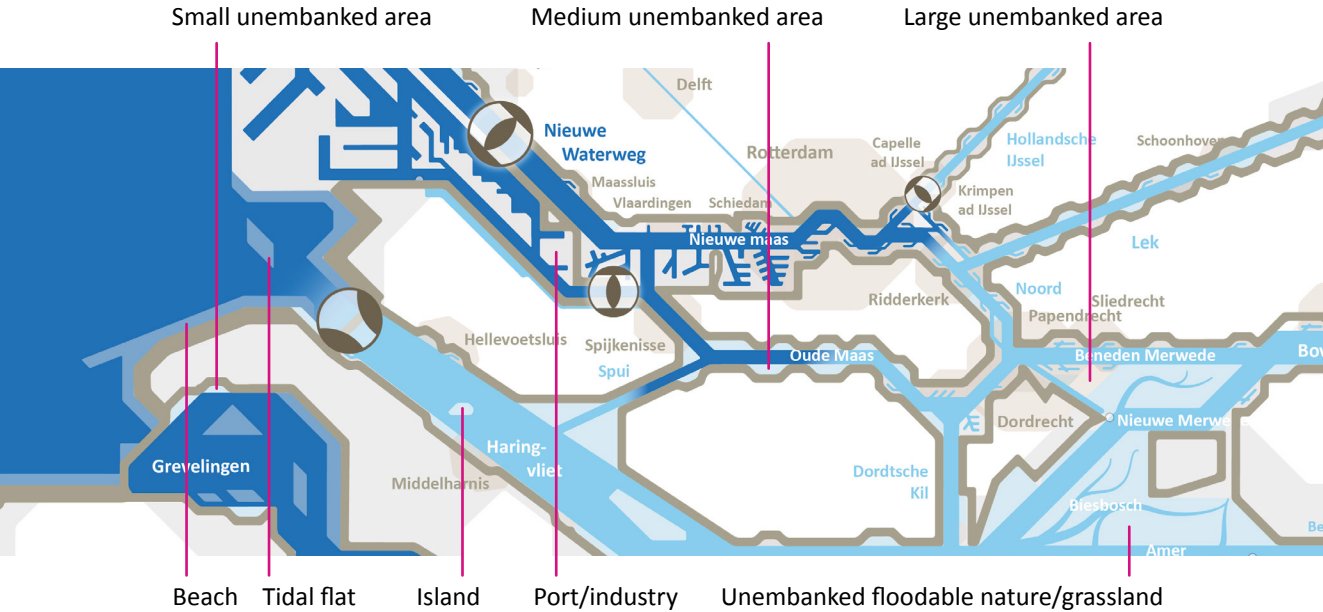 Small unembanked area
Medium unembanked area
Large unembanked area
Delft
Nieuwe
Waterweg
Rotterdam
Capelle
ad IJssel
Hollandsche
IJssel
Schoonhoven
Maassluis
Vlaardingen
Schiedam
Krimpen
ad IJssel
Nieuwe maas
Lek
Ridderkerk
Noord
Sliedrecht
Papendrecht
Hellevoetsluis
Spijkenisse
Spui
Oude Maas
Beneden Merwede
Bov
Dordrecht
Nieuwe Merwede
Grevelingen
Haring-
vliet
Middelharnis
Dordtsche
Kil
Biesbosch
Be
Amer
Beach
Tidal flat
Island
Port/industry
Unembanked floodable nature/grassland